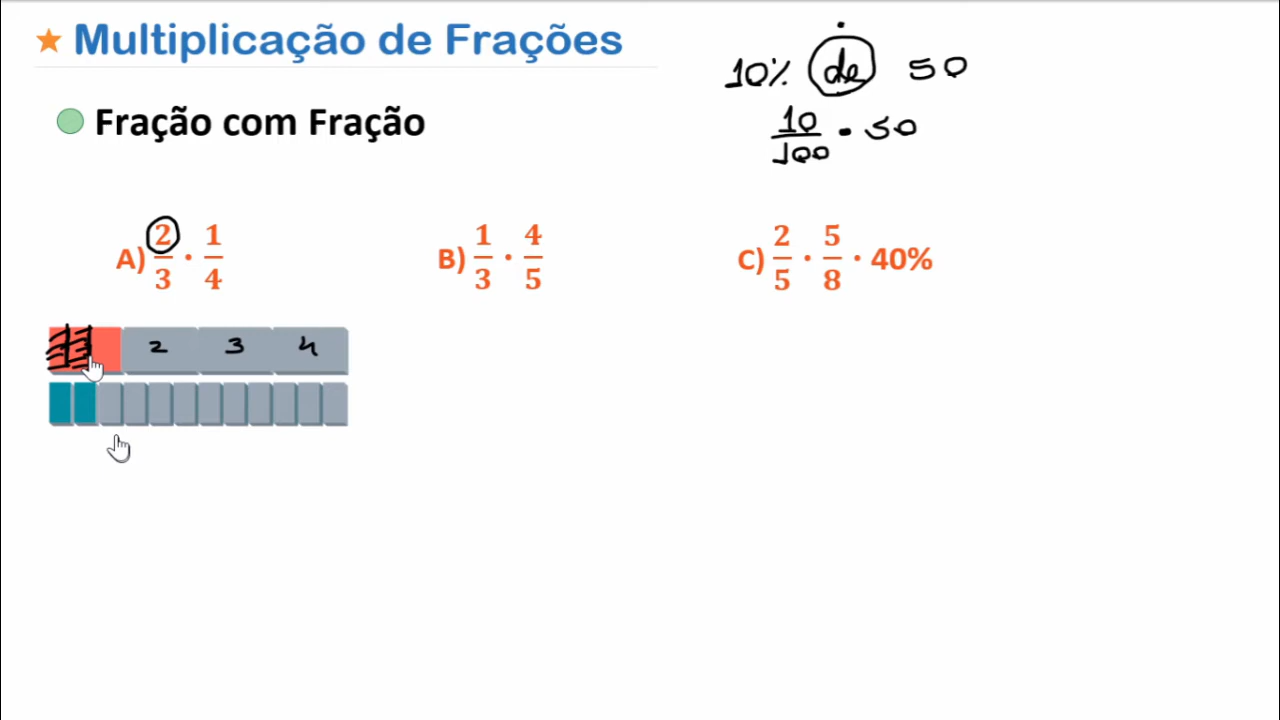 Multiplicação de Frações
10% de 50
Fração com Fração
10/100 · 50
A) 2/3 · 1/4
B) 1/3 · 4/5
C) 2/5 · 5/8 · 40%
2 3 4